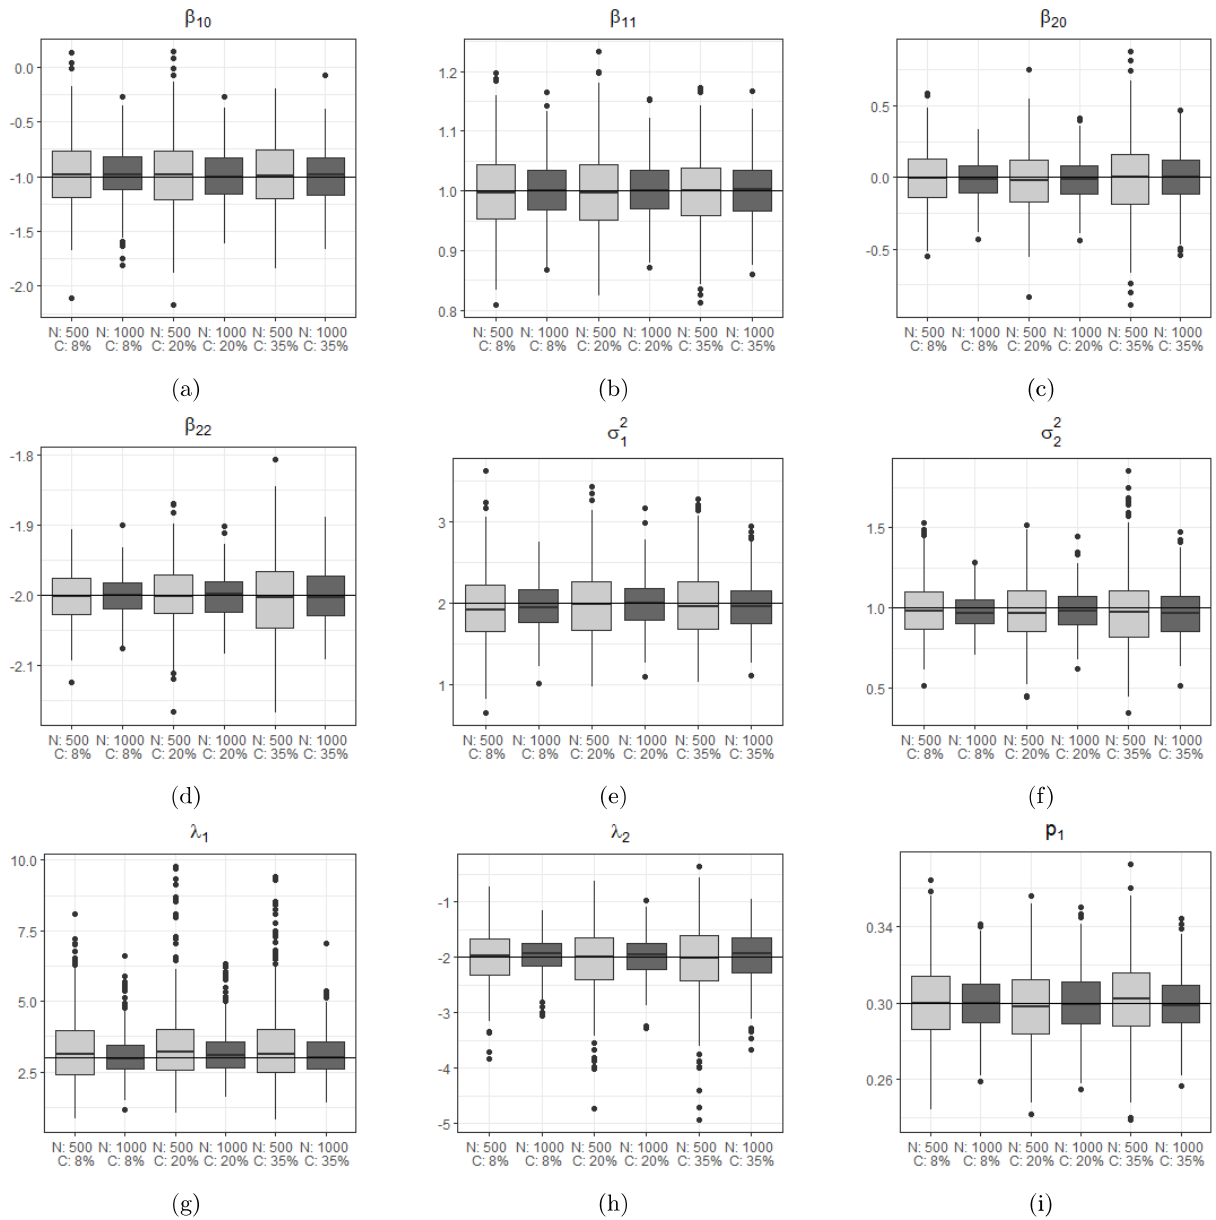 β10 β11 β20
0.0
-0.5
-1.0
-1.5
-2.0
N: 500 N: 1000 N: 500 N: 1000 N: 500 N: 1000
C: 8% C: 8% C: 20% C: 20% C: 35% C: 35%
1.2
1.1
1.0
0.9
0.8
N: 500 N: 1000 N: 500 N: 1000 N: 500 N: 1000
C: 8% C: 8% C: 20% C: 20% C: 35% C: 35%
0.5
0.0
-0.5
N: 500 N: 1000 N: 500 N: 1000 N: 500 N: 1000
C: 8% C: 8% C: 20% C: 20% C: 35% C: 35%
(a) (b) (c)
β22 σ²1 σ²2
-1.8
-1.9
-2.0
-2.1
N: 500 N: 1000 N: 500 N: 1000 N: 500 N: 1000
C: 8% C: 8% C: 20% C: 20% C: 35% C: 35%
3
2
1
N: 500 N: 1000 N: 500 N: 1000 N: 500 N: 1000
C: 8% C: 8% C: 20% C: 20% C: 35% C: 35%
1.5
1.0
0.5
N: 500 N: 1000 N: 500 N: 1000 N: 500 N: 1000
C: 8% C: 8% C: 20% C: 20% C: 35% C: 35%
(d) (e) (f)
λ1 λ2 p1
10.0
7.5
5.0
2.5
N: 500 N: 1000 N: 500 N: 1000 N: 500 N: 1000
C: 8% C: 8% C: 20% C: 20% C: 35% C: 35%
-1
-2
-3
-4
-5
N: 500 N: 1000 N: 500 N: 1000 N: 500 N: 1000
C: 8% C: 8% C: 20% C: 20% C: 35% C: 35%
0.34
0.30
0.26
N: 500 N: 1000 N: 500 N: 1000 N: 500 N: 1000
C: 8% C: 8% C: 20% C: 20% C: 35% C: 35%
(g) (h) (i)